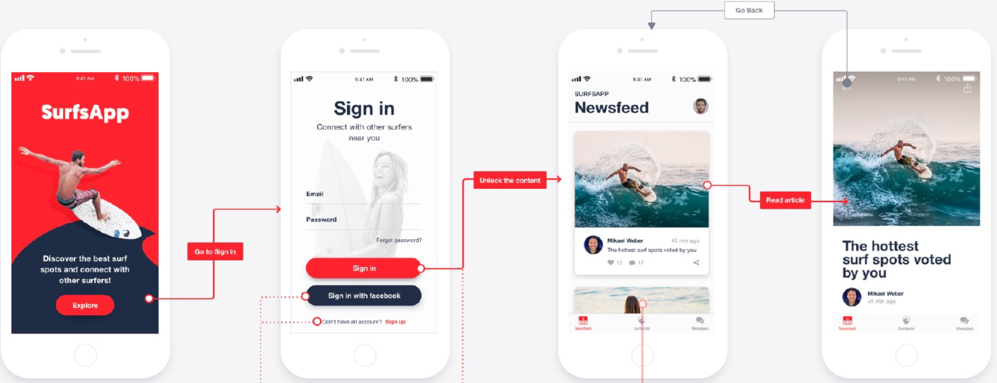 Go Back
9:41 AM
100%
SurfsApp
Discover the best surf
spots and connect with
other surfers!
Explore
Go to Sign in
9:41 AM
100%
Sign in
Connect with other surfers
near you
Email
Password
Forgot password?
Sign in
Sign in with facebook
Don't have an account? Sign up
Unlock the content
9:41 AM
100%
SURFSAPP
Newsfeed
Mikael Weber
45 min ago
The hottest surf spots voted by you
12
17
Newsfeed
Surfspots
Messages
Read article
9:41 AM
100%
The hottest
surf spots voted
by you
Mikael Weber
45 min ago
Newsfeed
Surfspots
Messages